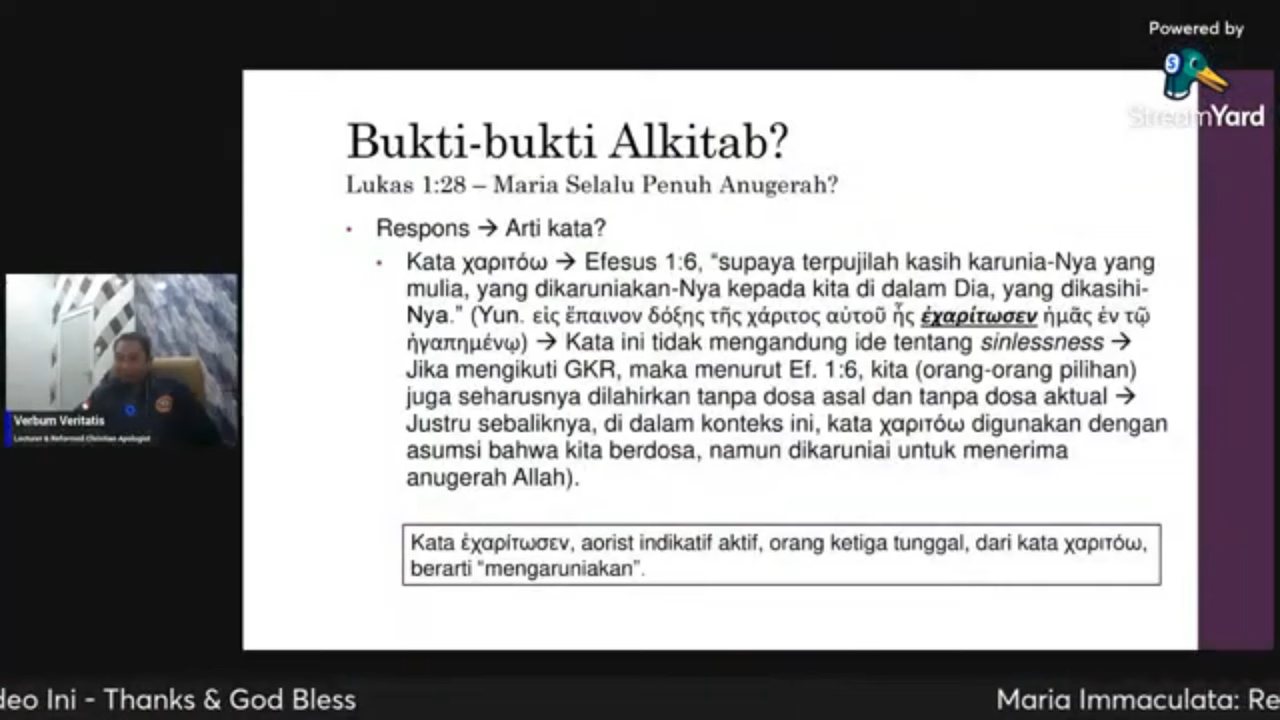 Powered by
StreamYard
Bukti-bukti Alkitab?
Lukas 1:28 – Maria Selalu Penuh Anugerah?
• Respons → Arti kata?
• Kata χαριτόω → Efesus 1:6, “supaya terpujilah kasih karunia-Nya yang
mulia, yang dikaruniakan-Nya kepada kita di dalam Dia, yang dikasihi-
Nya.” (Yun. εἰς ἔπαινον δόξης τῆς χάριτος αὐτοῦ ἧς ἐχαρίτωσεν ἡμᾶς ἐν τῷ
ἠγαπημένῳ) → Kata ini tidak mengandung ide tentang sinlessness →
Jika mengikuti GKR, maka menurut Ef. 1:6, kita (orang-orang pilihan)
juga seharusnya dilahirkan tanpa dosa asal dan tanpa dosa aktual →
Justru sebaliknya, di dalam konteks ini, kata χαριτόω digunakan dengan
asumsi bahwa kita berdosa, namun dikaruniai untuk menerima
anugerah Allah).
Kata ἐχαρίτωσεν, aorist indikatif aktif, orang ketiga tunggal, dari kata χαριτόω,
berarti “mengaruniakan”.
Verbum Veritatis
Lecturer & Reformed Christian Apologist
deo Ini - Thanks & God Bless
Maria Immaculata: Re